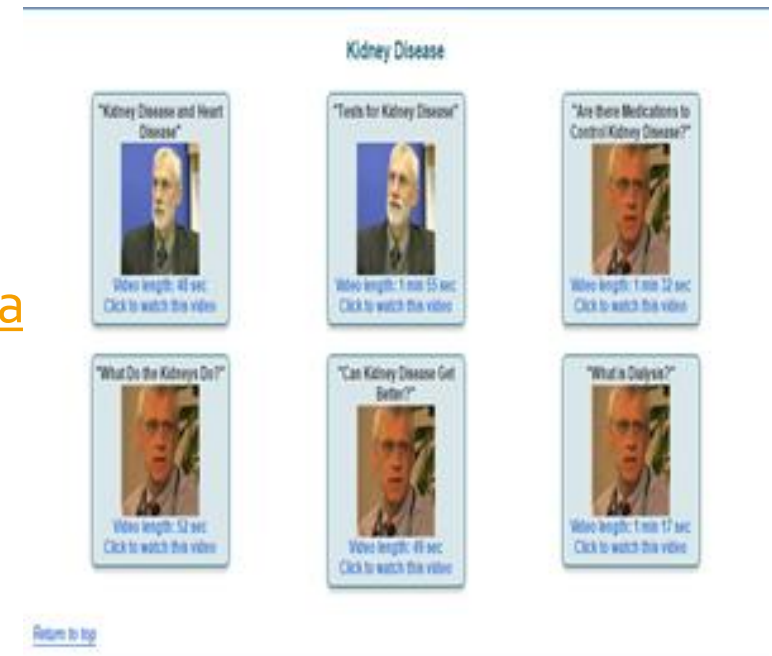 Kidney Disease
"Kidney Disease and Heart
Disease"
Video length: 48 sec
Click to watch this video
"Tests for Kidney Disease"
Video length: 1 min 55 sec
Click to watch this video
"Are there Medications to
Control Kidney Disease?"
Video length: 1 min 32 sec
Click to watch this video
a
"What Do the Kidneys Do?"
Video length: 52 sec
Click to watch this video
"Can Kidney Disease Get
Better?"
Video length: 49 sec
Click to watch this video
"What is Dialysis?"
Video length: 1 min 17 sec
Click to watch this video
Return to top